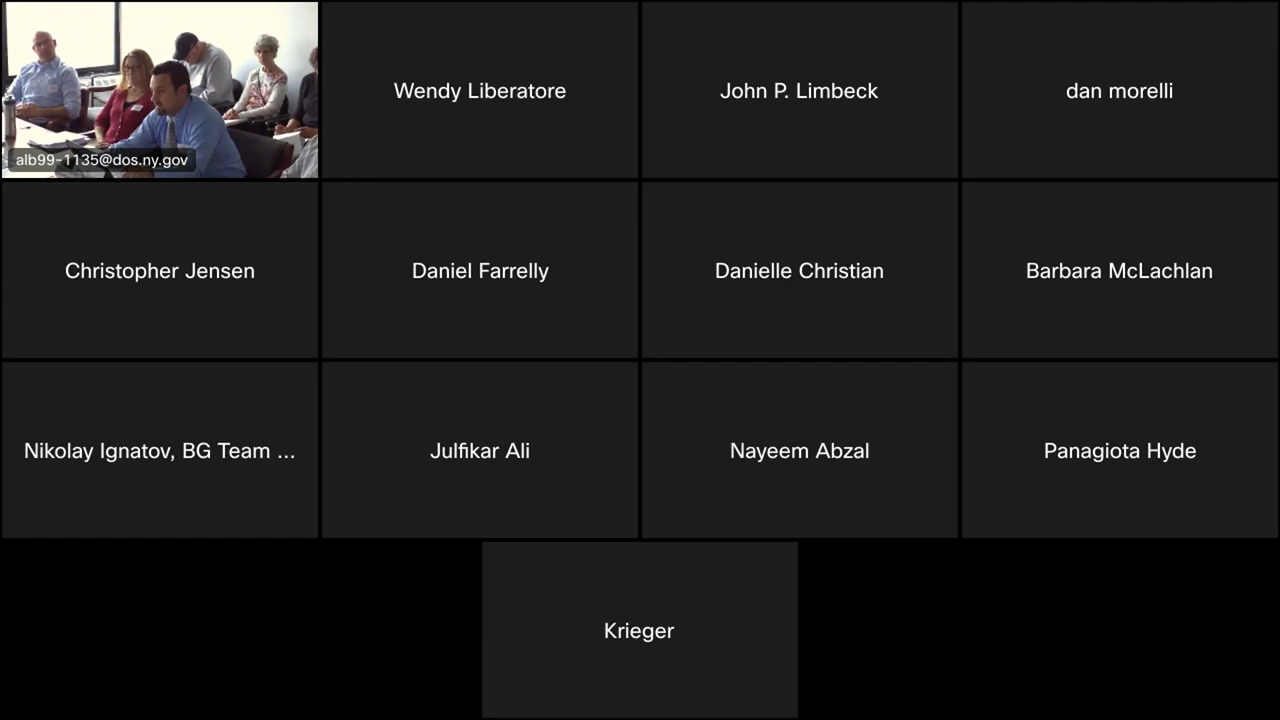 alb99-1135@dos.ny.gov
Wendy Liberatore
John P. Limbeck
dan morelli
Christopher Jensen
Daniel Farrelly
Danielle Christian
Barbara McLachlan
Nikolay Ignatov, BG Team ...
Julfikar Ali
Nayeem Abzal
Panagiota Hyde
Krieger